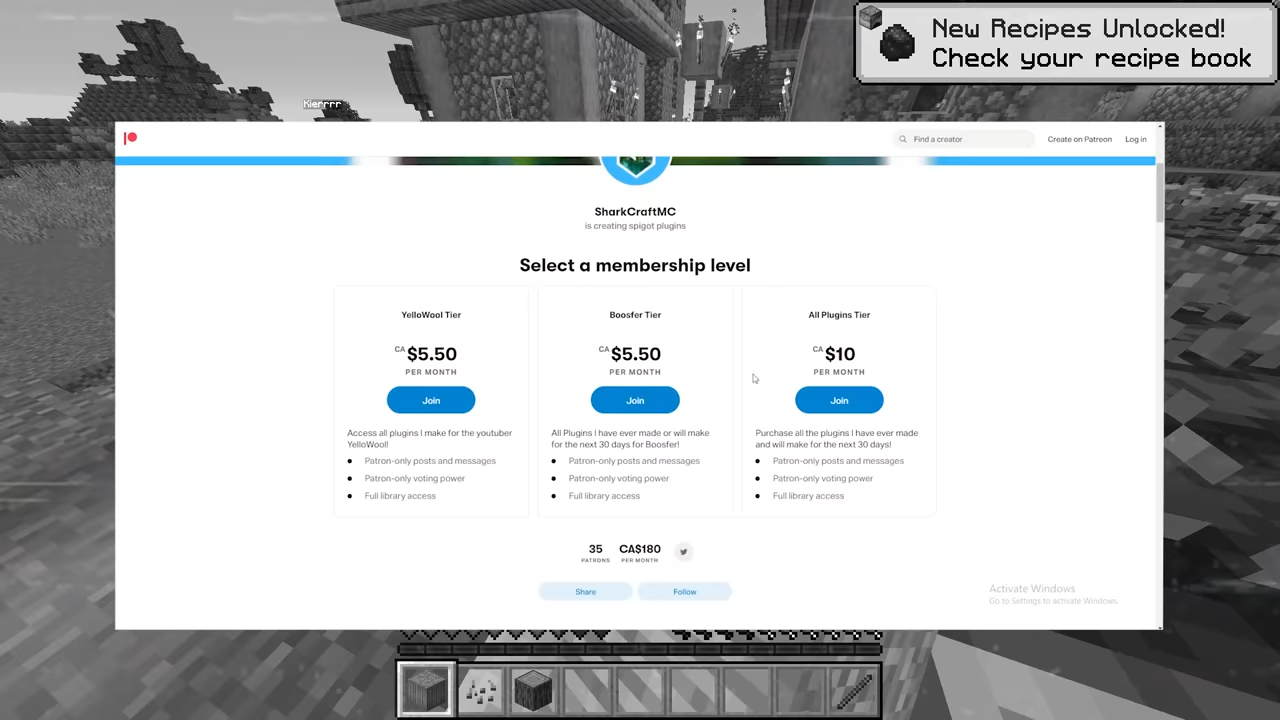 New Recipes Unlocked!
Check your recipe book
Kierrrr
Find a creator
Create on Patreon
Log in
SharkCraftMC
is creating spigot plugins
Select a membership level
YelloWool Tier
CA $5.50
PER MONTH
Join
Access all plugins I make for the youtuber
YelloWool!
Patron-only posts and messages
Patron-only voting power
Full library access
Boosfer Tier
CA $5.50
PER MONTH
Join
All Plugins I have ever made or will make
for the next 30 days for Boosfer!
Patron-only posts and messages
Patron-only voting power
Full library access
All Plugins Tier
CA $10
PER MONTH
Join
Purchase all the plugins I have ever made
and will make for the next 30 days!
Patron-only posts and messages
Patron-only voting power
Full library access
35
PATRONS
CA$180
PER MONTH
Share
Follow
Activate Windows
Go to Settings to activate Windows.